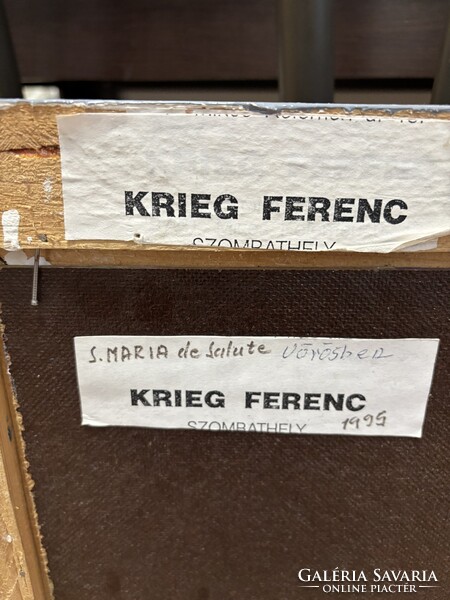 KRIEG FERENC
SZOMBATHELY
S. MARIA de Salute Vörösben
KRIEG FERENC
SZOMBATHELY 1995
GALÉRIA SAVARIA
ONLINE PIACTÉR